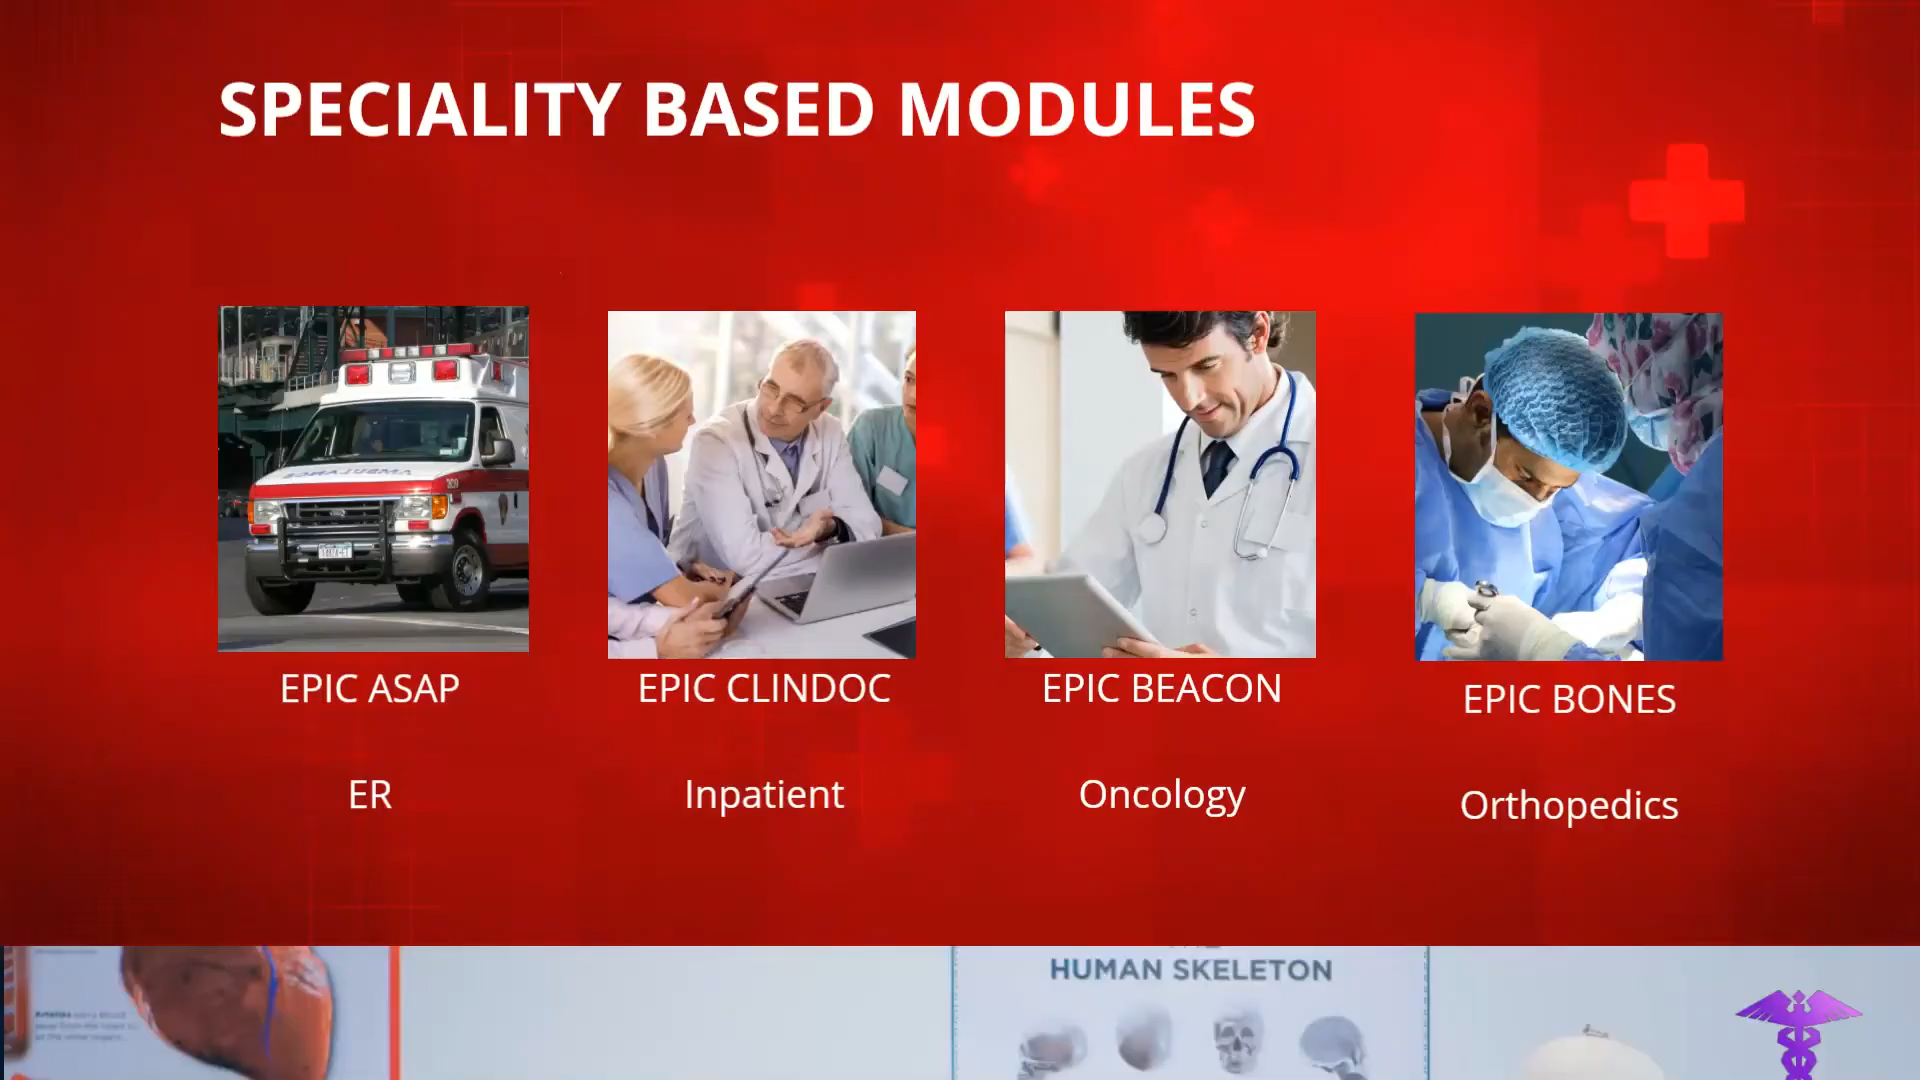 SPECIALITY BASED MODULES
EPIC ASAP
EPIC CLINDOC
EPIC BEACON
EPIC BONES
ER
Inpatient
Oncology
Orthopedics
HUMAN SKELETON